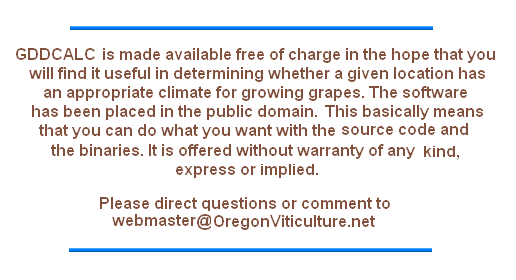 GDDCALC is made available free of charge in the hope that you
will find it useful in determining whether a given location has
an appropriate climate for growing grapes. The software
has been placed in the public domain. This basically means
that you can do what you want with the source code and
the binaries. It is offered without warranty of any kind,
express or implied.
Please direct questions or comment to
webmaster@OregonViticulture.net